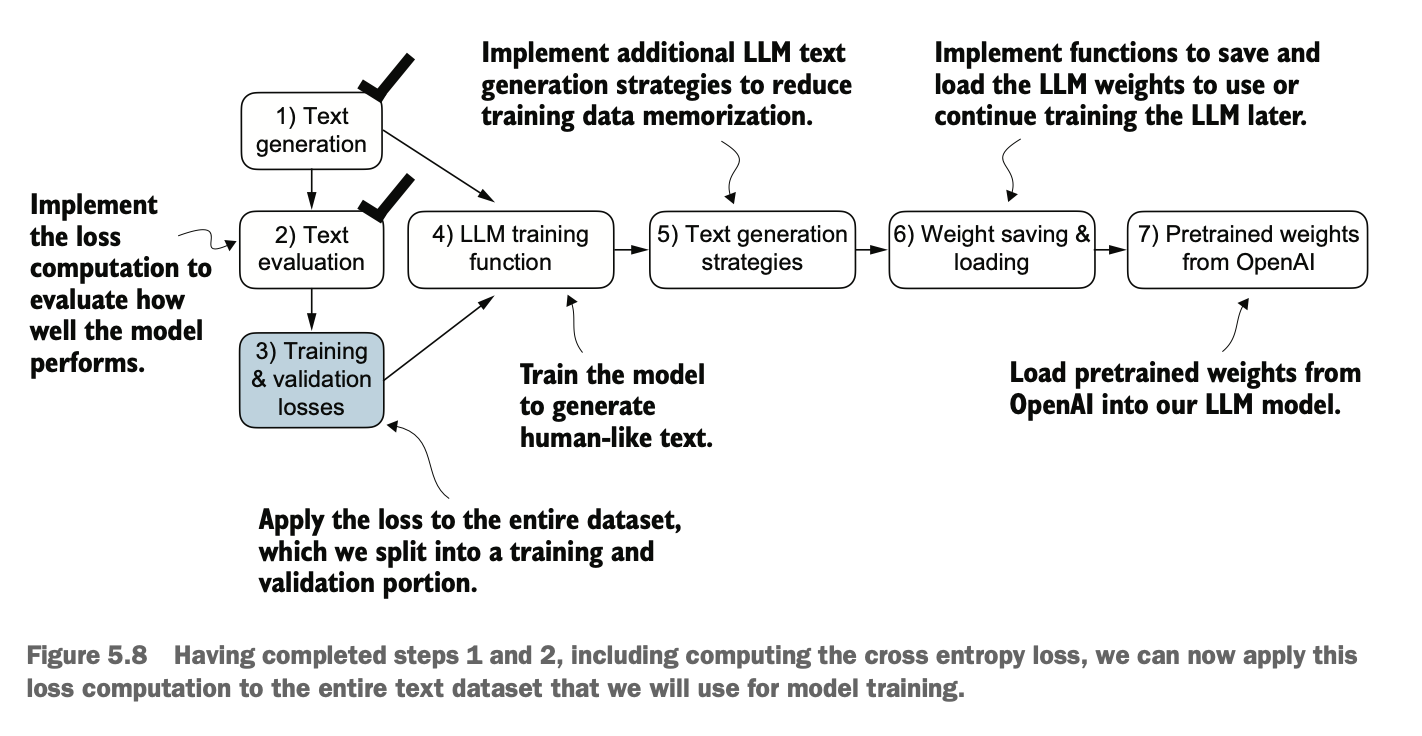 Implement additional LLM text
generation strategies to reduce
training data memorization.
Implement functions to save and
load the LLM weights to use or
continue training the LLM later.
1) Text
generation
Implement
the loss
computation to
evaluate how
well the model
performs.
2) Text
evaluation
4) LLM training
function
5) Text generation
strategies
6) Weight saving &
loading
7) Pretrained weights
from OpenAI
3) Training
& validation
losses
Train the model
to generate
human-like text.
Load pretrained weights from
OpenAI into our LLM model.
Apply the loss to the entire dataset,
which we split into a training and
validation portion.
Figure 5.8 Having completed steps 1 and 2, including computing the cross entropy loss, we can now apply this
loss computation to the entire text dataset that we will use for model training.